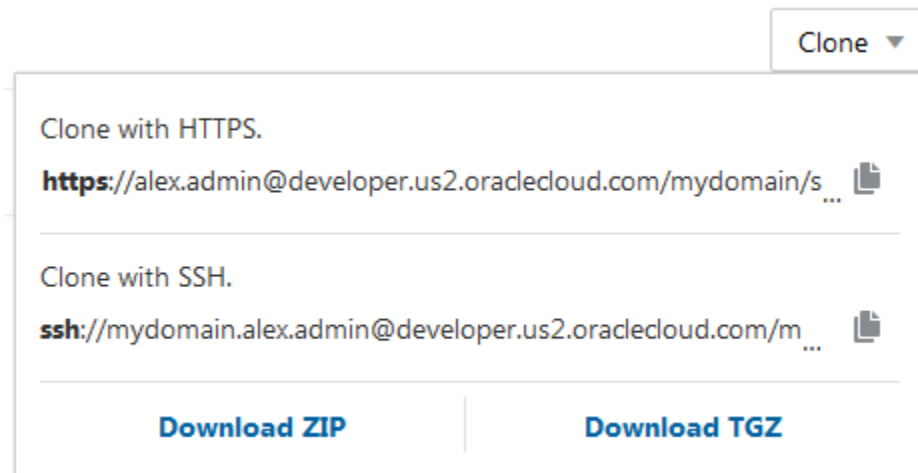 Clone
Clone with HTTPS.
https://alex.admin@developer.us2.oraclecloud.com/mydomain/s...
Clone with SSH.
ssh://mydomain.alex.admin@developer.us2.oraclecloud.com/m...
Download ZIP
Download TGZ